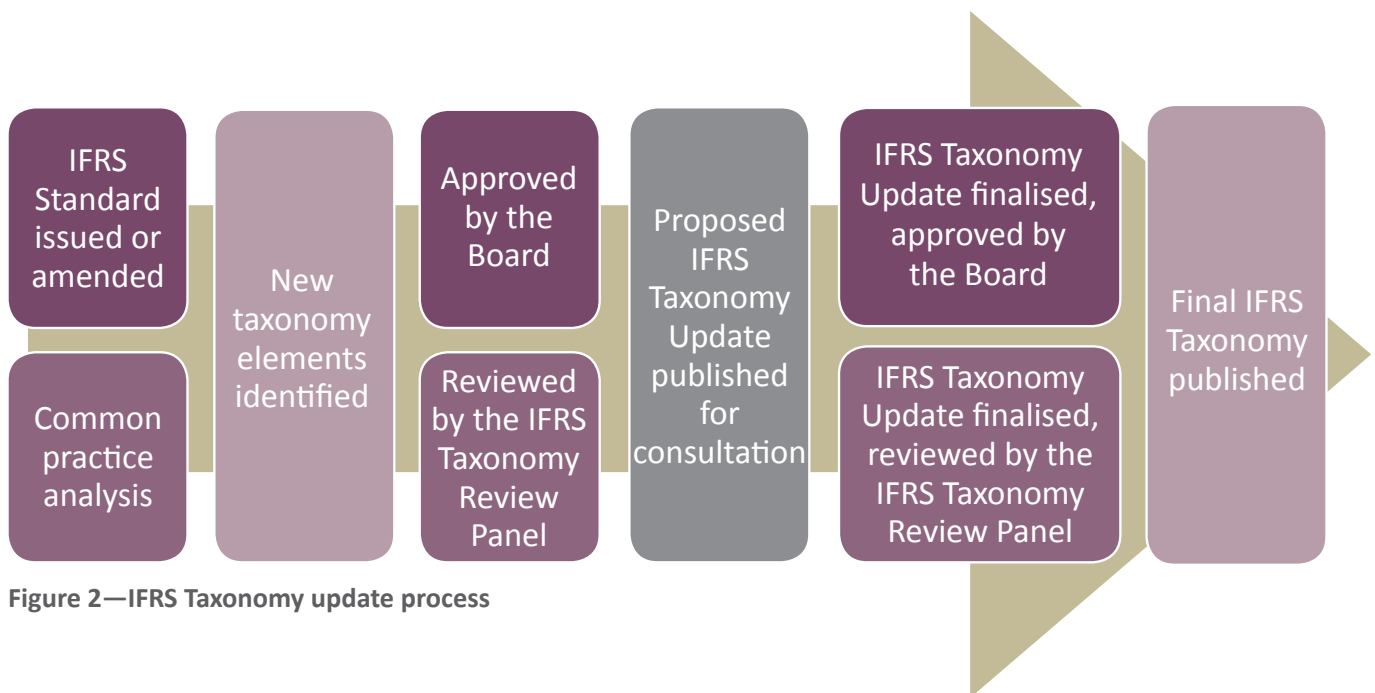 IFRS
Standard
issued or
amended
Common
practice
analysis
New
taxonomy
elements
identified
Approved
by the
Board
Reviewed
by the IFRS
Taxonomy
Review
Panel
Proposed
IFRS
Taxonomy
Update
published
for
consultation
IFRS Taxonomy
Update finalised,
approved by
the Board
IFRS Taxonomy
Update finalised,
reviewed by the
IFRS Taxonomy
Review Panel
Final IFRS
Taxonomy
published
Figure 2—IFRS Taxonomy update process